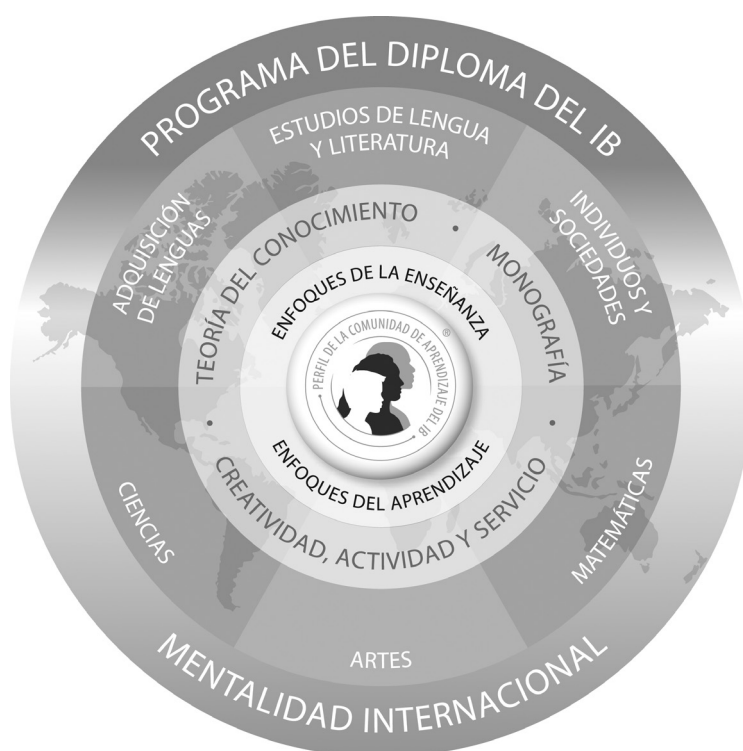 PROGRAMA DEL DIPLOMA DEL IB
ESTUDIOS DE LENGUA
Y LITERATURA
ADQUISICIÓN
DE LENGUAS
INDIVIDUOS Y
SOCIEDADES
TEORÍA DEL CONOCIMIENTO
•
MONOGRAFÍA
•
ENFOQUES DE LA ENSEÑANZA
• PERFIL DE LA COMUNIDAD DE APRENDIZAJE DEL IB •
®
ENFOQUES DEL APRENDIZAJE
•
CREATIVIDAD, ACTIVIDAD Y SERVICIO
CIENCIAS
MATEMÁTICAS
ARTES
MENTALIDAD INTERNACIONAL